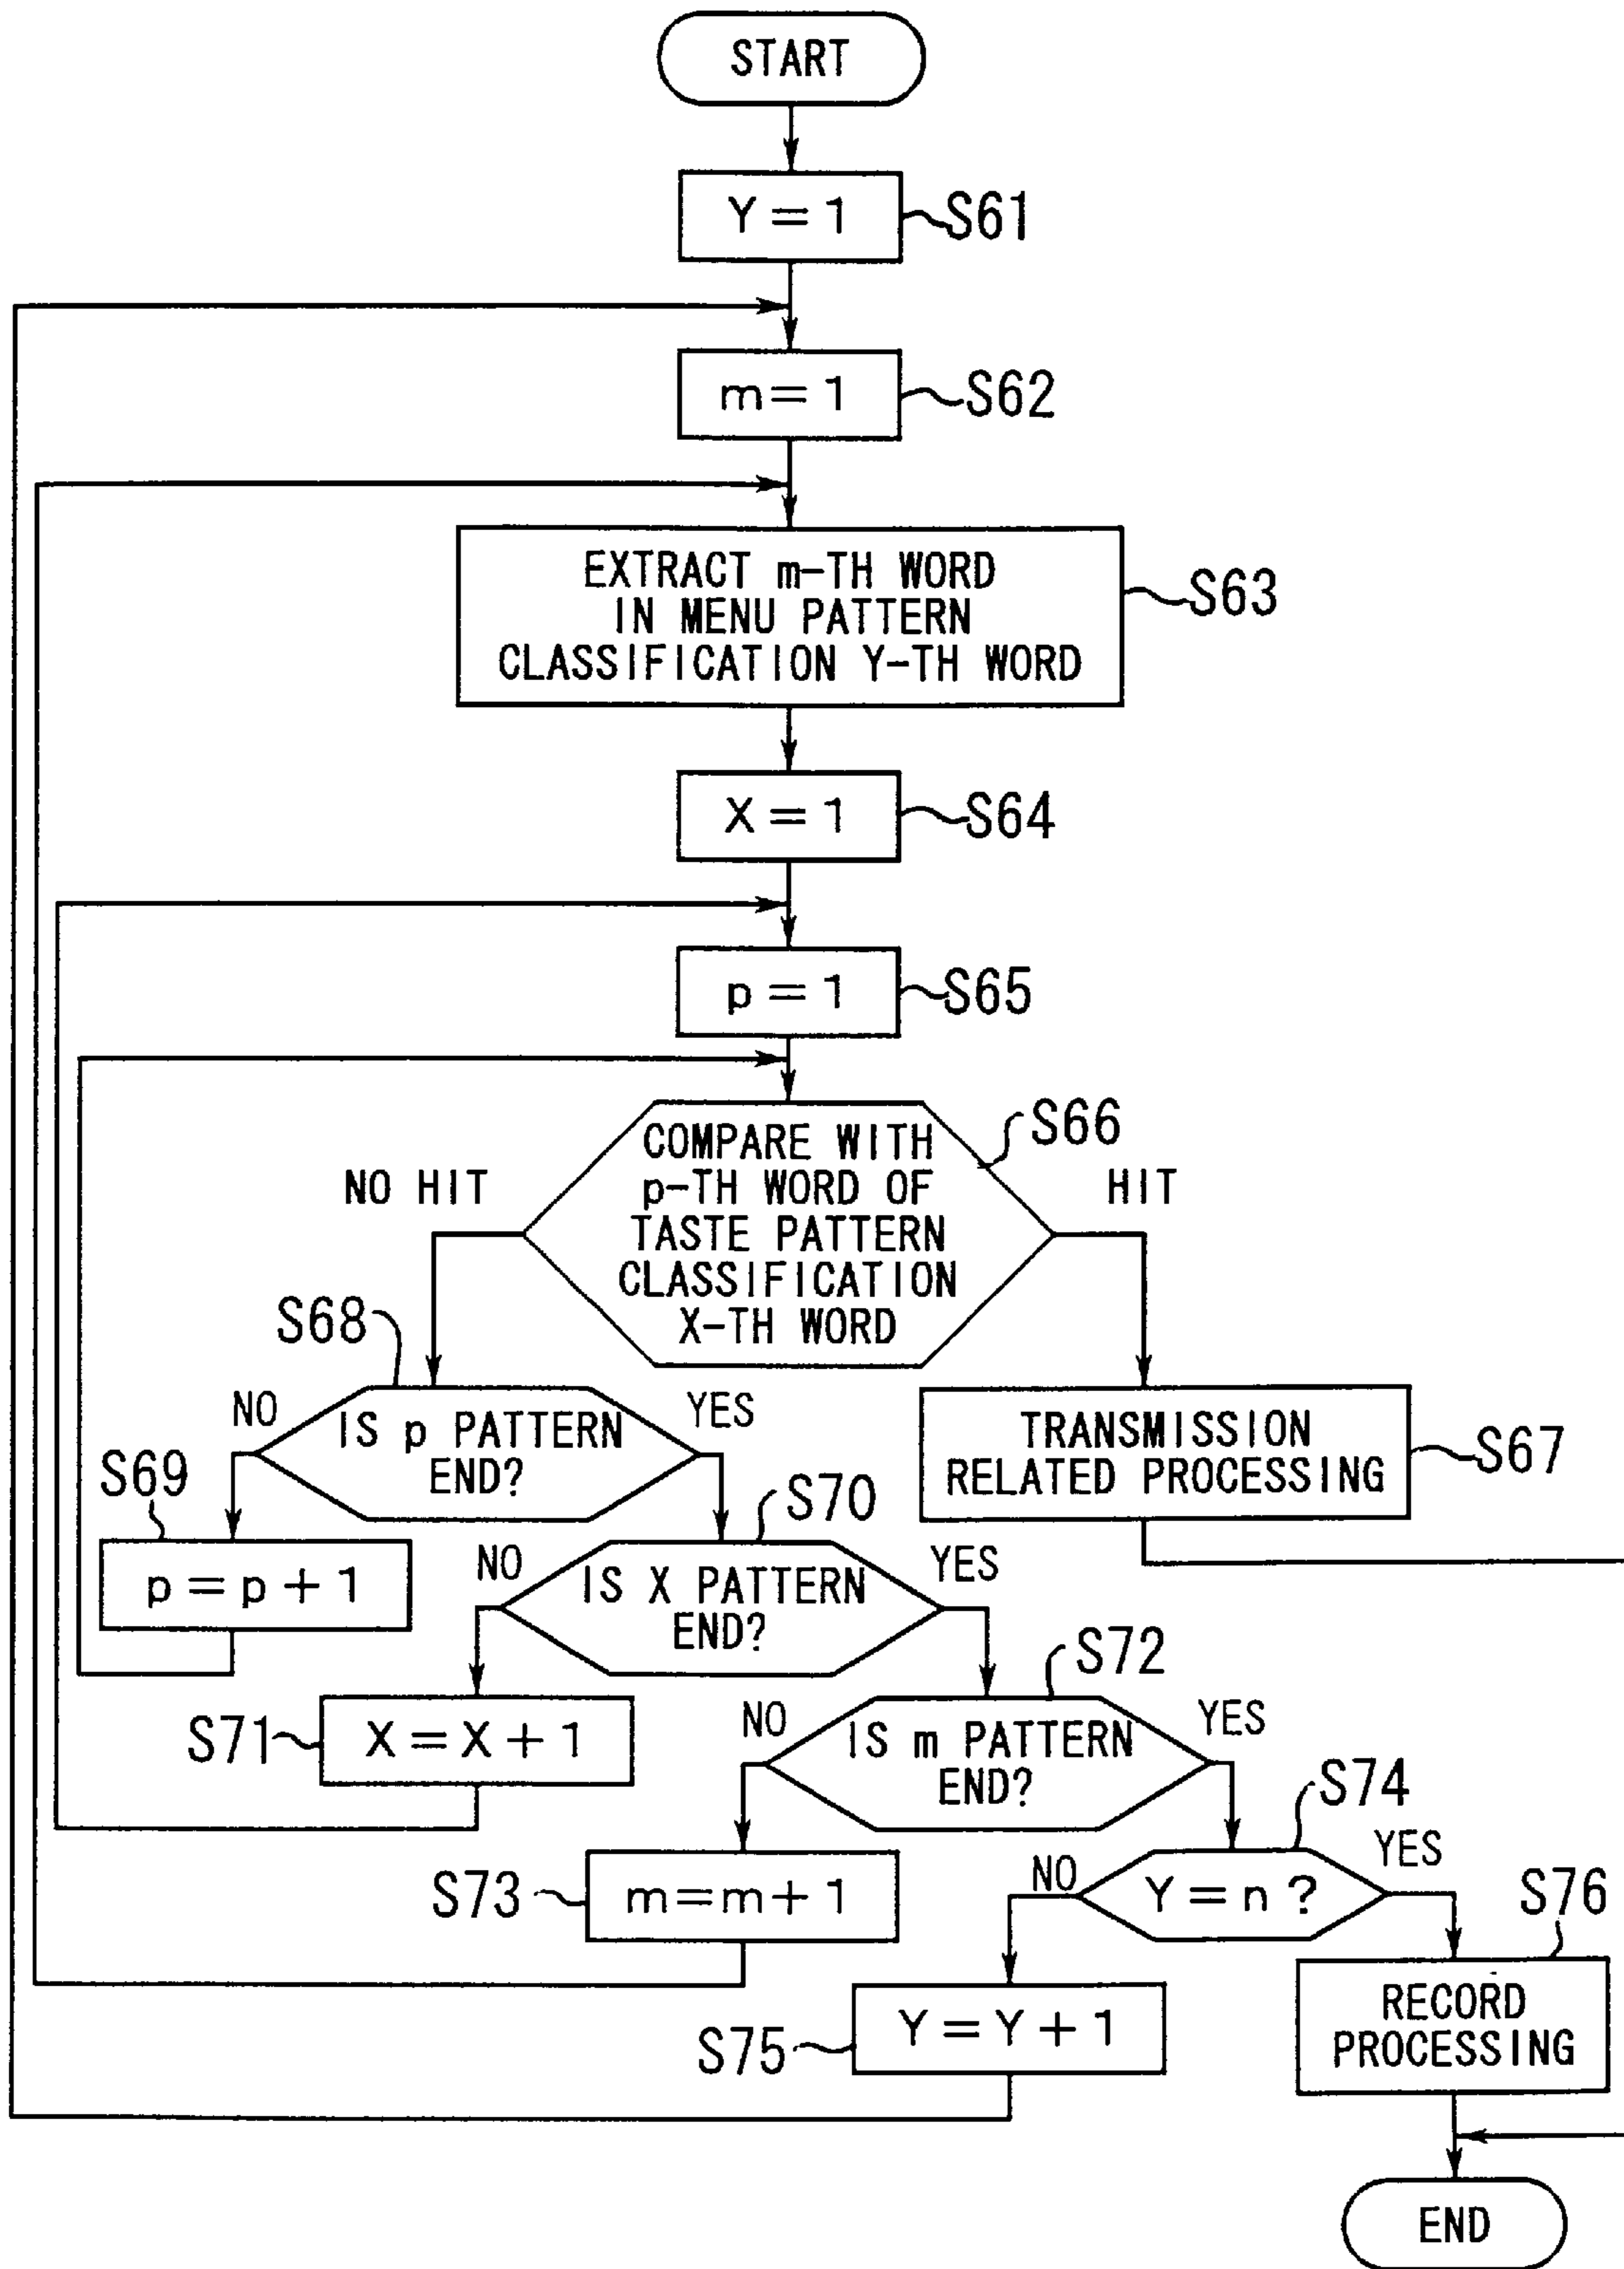 START
Y = 1
S61
m = 1
S62
EXTRACT m-TH WORD
IN MENU PATTERN
CLASSIFICATION Y-TH WORD
S63
X = 1
S64
p = 1
S65
COMPARE WITH
p-TH WORD OF
TASTE PATTERN
CLASSIFICATION
X-TH WORD
S66
NO HIT
HIT
S68
NO
IS p PATTERN
END?
YES
TRANSMISSION
RELATED PROCESSING
S67
S69
p = p + 1
S70
NO
IS X PATTERN
END?
YES
S71
X = X + 1
S72
NO
IS m PATTERN
END?
YES
S73
m = m + 1
S74
NO
Y = n ?
YES
S75
Y = Y + 1
S76
RECORD
PROCESSING
END